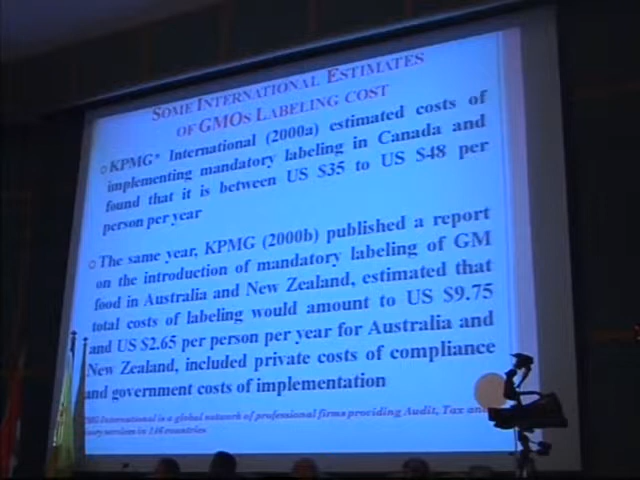 SOME INTERNATIONAL ESTIMATES
OF GMOS LABELING COST
KPMG* International (2000a) estimated costs of
implementing mandatory labeling in Canada and
found that it is between US $35 to US $48 per
person per year
The same year, KPMG (2000b) published a report
on the introduction of mandatory labeling of GM
food in Australia and New Zealand, estimated that
total costs of labeling would amount to US $9.75
and US $2.65 per person per year for Australia and
New Zealand, included private costs of compliance
and government costs of implementation
International is a global network of professional firms providing Audit, Tax
services in 146 countries